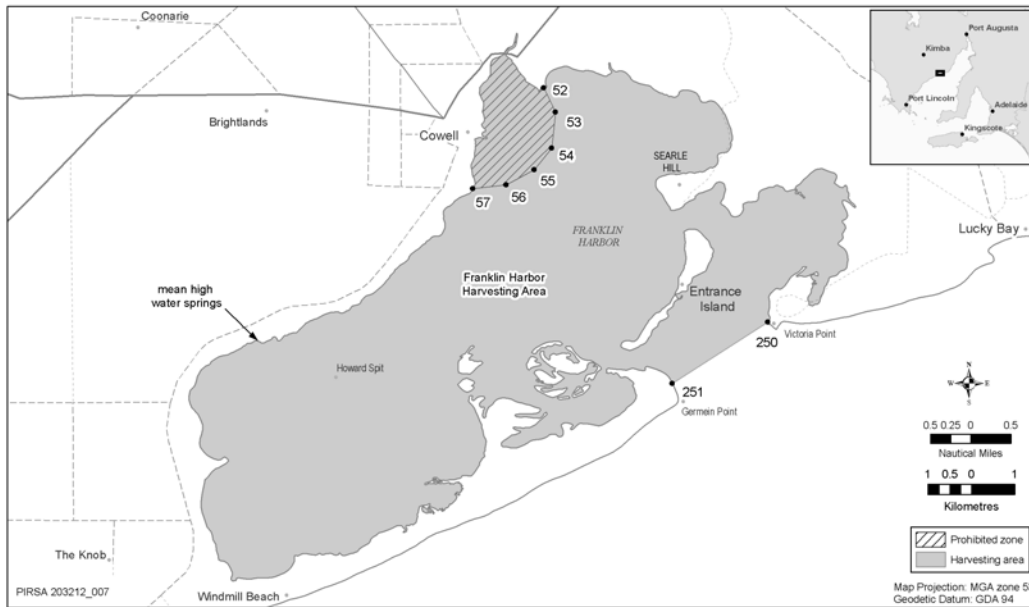 Coonarie
Port Augusta
Kimba
Port Lincoln
Adelaide
Kingscote
52
53
Brightlands
Cowell
54
SEARLE
HILL
55
56
57
FRANKLIN
HARBOR
Lucky Bay
Franklin Harbor
Harvesting Area
Entrance
Island
mean high
water springs
Victoria Point
250
Howard Spit
251
Germein Point
N
W
E
S
0.5 0.25 0 0.5
Nautical Miles
1 0.5 0 1
Kilometres
Prohibited zone
Harvesting area
The Knob
PIRSA 203212_007
Windmill Beach
Map Projection: MGA zone 5
Geodetic Datum: GDA 94